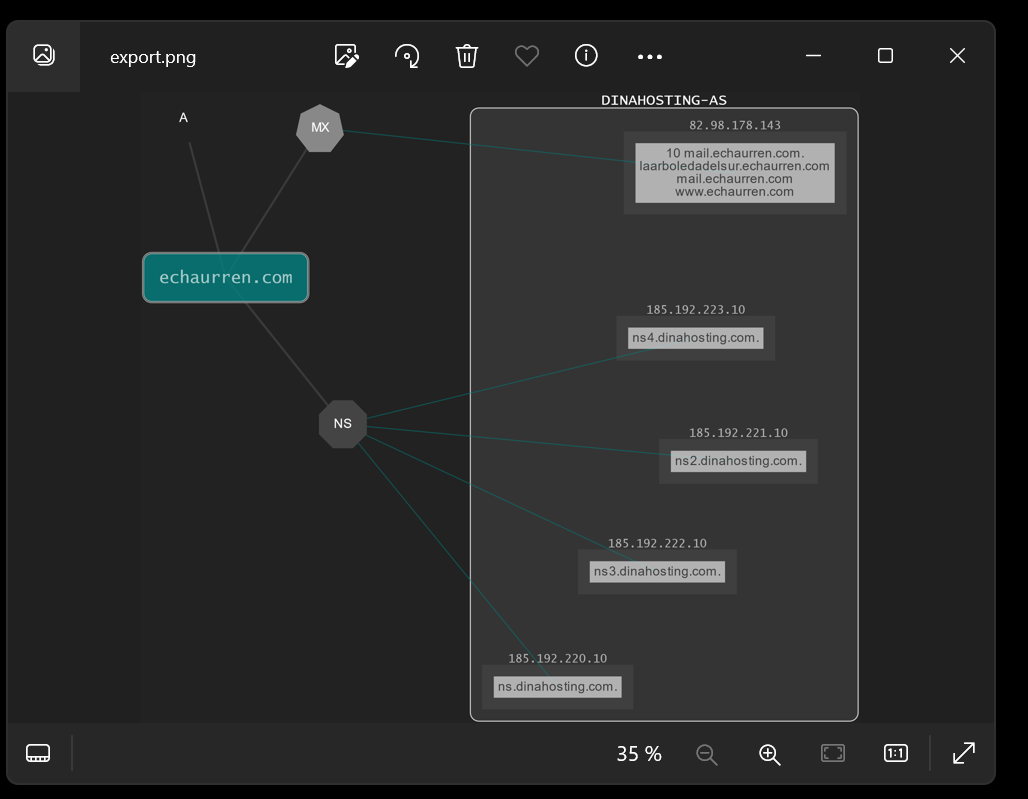 export.png
DINAHOSTING-AS
A
MX
82.98.178.143
10 mail.echaurren.com.
laarboledadelsur.echaurren.com
mail.echaurren.com
www.echaurren.com
echaurren.com
185.192.223.10
ns4.dinahosting.com.
NS
185.192.221.10
ns2.dinahosting.com.
185.192.222.10
ns3.dinahosting.com.
185.192.220.10
ns.dinahosting.com.
35 %
1:1